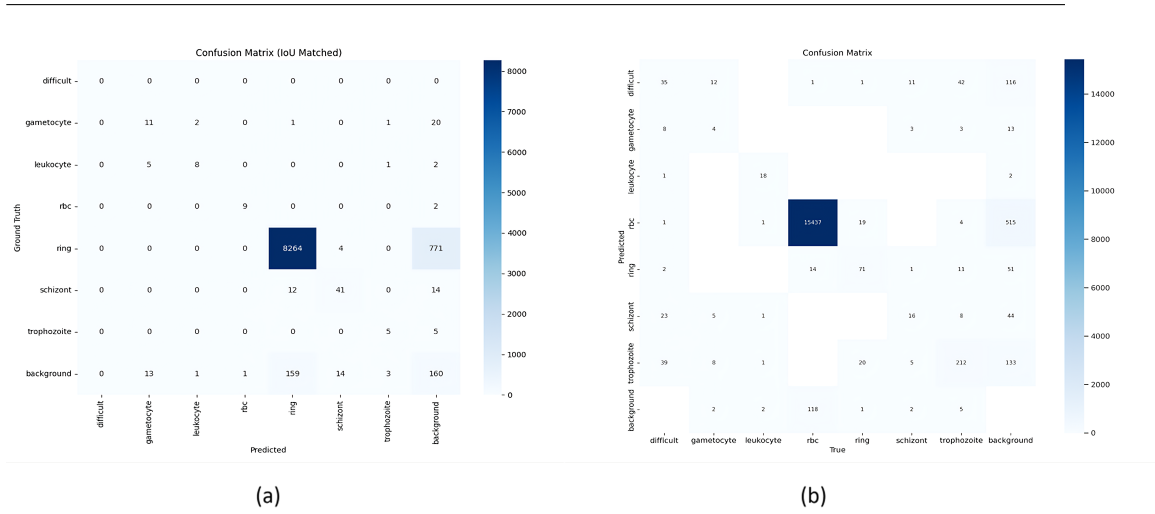 Confusion Matrix (IoU Matched)
difficult 0 0 0 0 0 0 0 0
gametocyte 0 11 2 0 1 0 1 20
leukocyte 0 5 8 0 0 0 1 2
rbc 0 0 0 9 0 0 0 2
ring 0 0 0 0 8264 4 0 771
schizont 0 0 0 0 12 41 0 14
trophozoite 0 0 0 0 0 0 5 5
background 0 13 1 1 159 14 3 160
Ground Truth
difficult gametocyte leukocyte rbc ring schizont trophozoite background
Predicted
8000
7000
6000
5000
4000
3000
2000
1000
0
(a)
Confusion Matrix
difficult 35 12 1 1 11 42 116
gametocyte 8 4 3 3 13
leukocyte 1 18 2
rbc 1 1 15437 19 4 515
ring 2 14 71 1 11 51
schizont 23 5 1 16 8 44
trophozoite 39 8 1 20 5 212 133
background 2 2 118 1 2 5
Predicted
difficult gametocyte leukocyte rbc ring schizont trophozoite background
True
14000
12000
10000
8000
6000
4000
2000
0
(b)